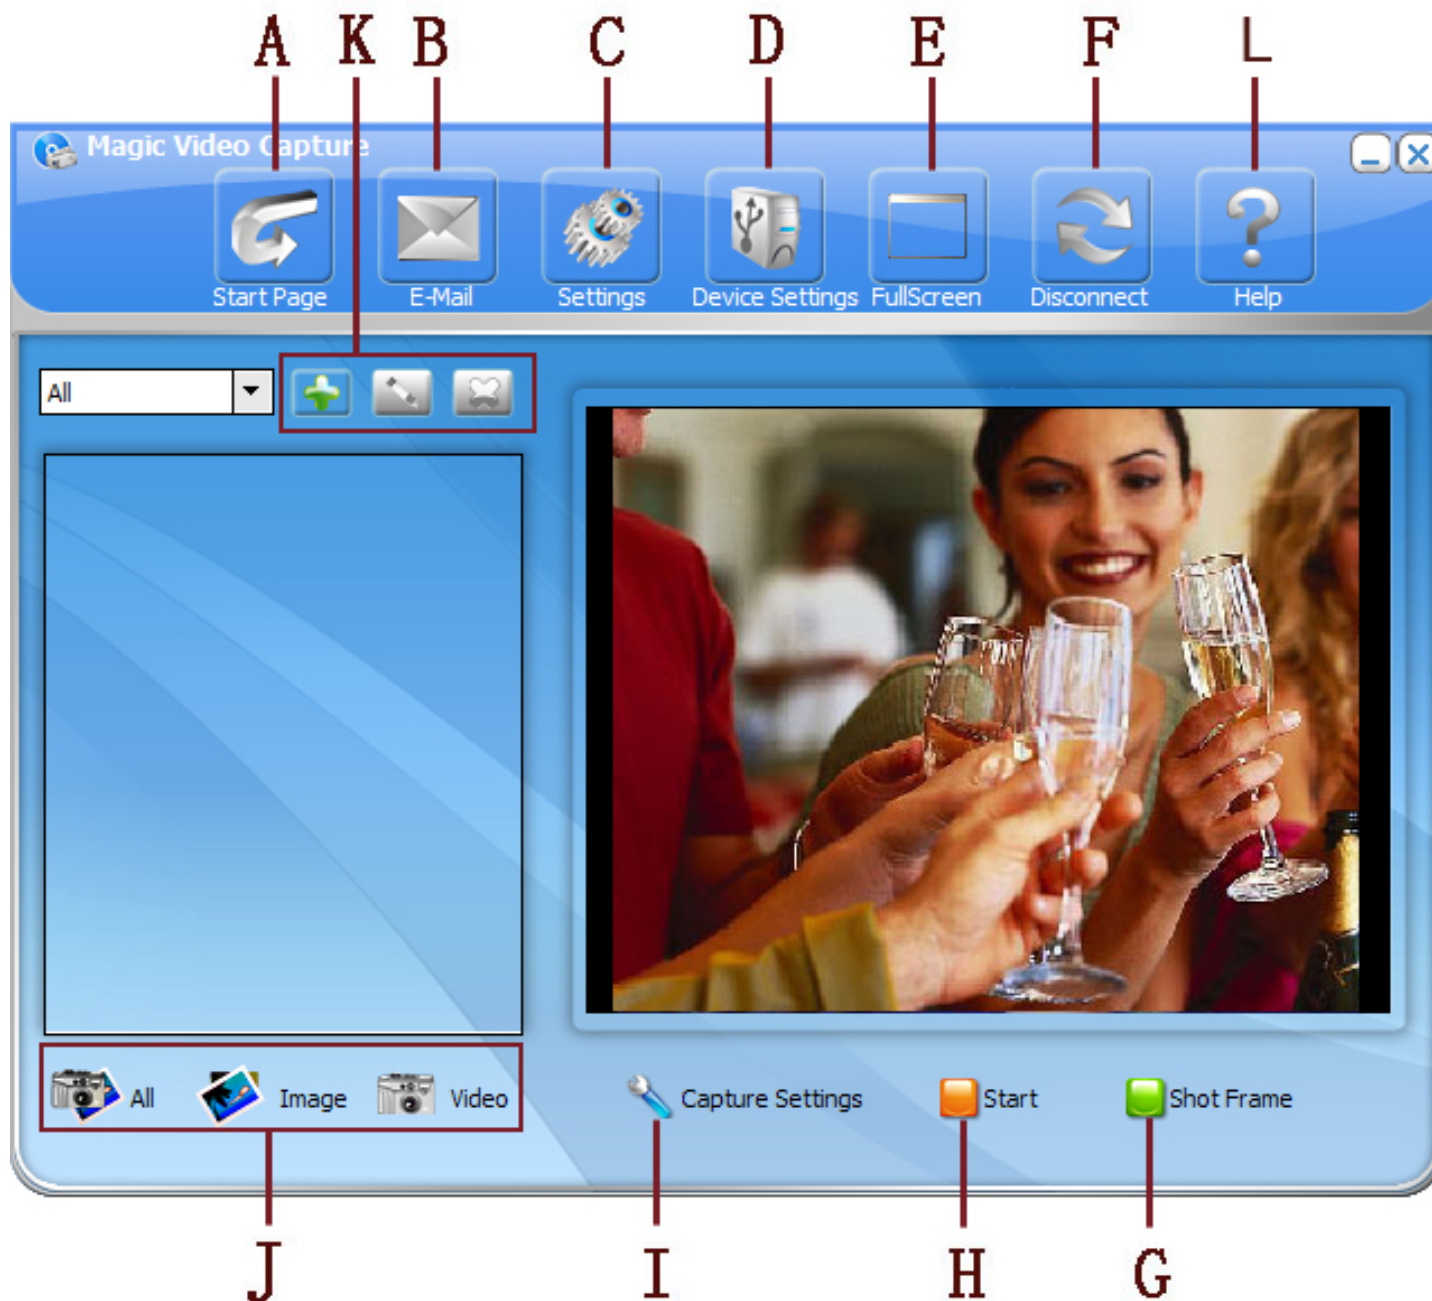 A K B C D E F L
Magic Video Capture
Start Page E-Mail Settings Device Settings FullScreen Disconnect Help
All
All Image Video Capture Settings Start Shot Frame
J I H G